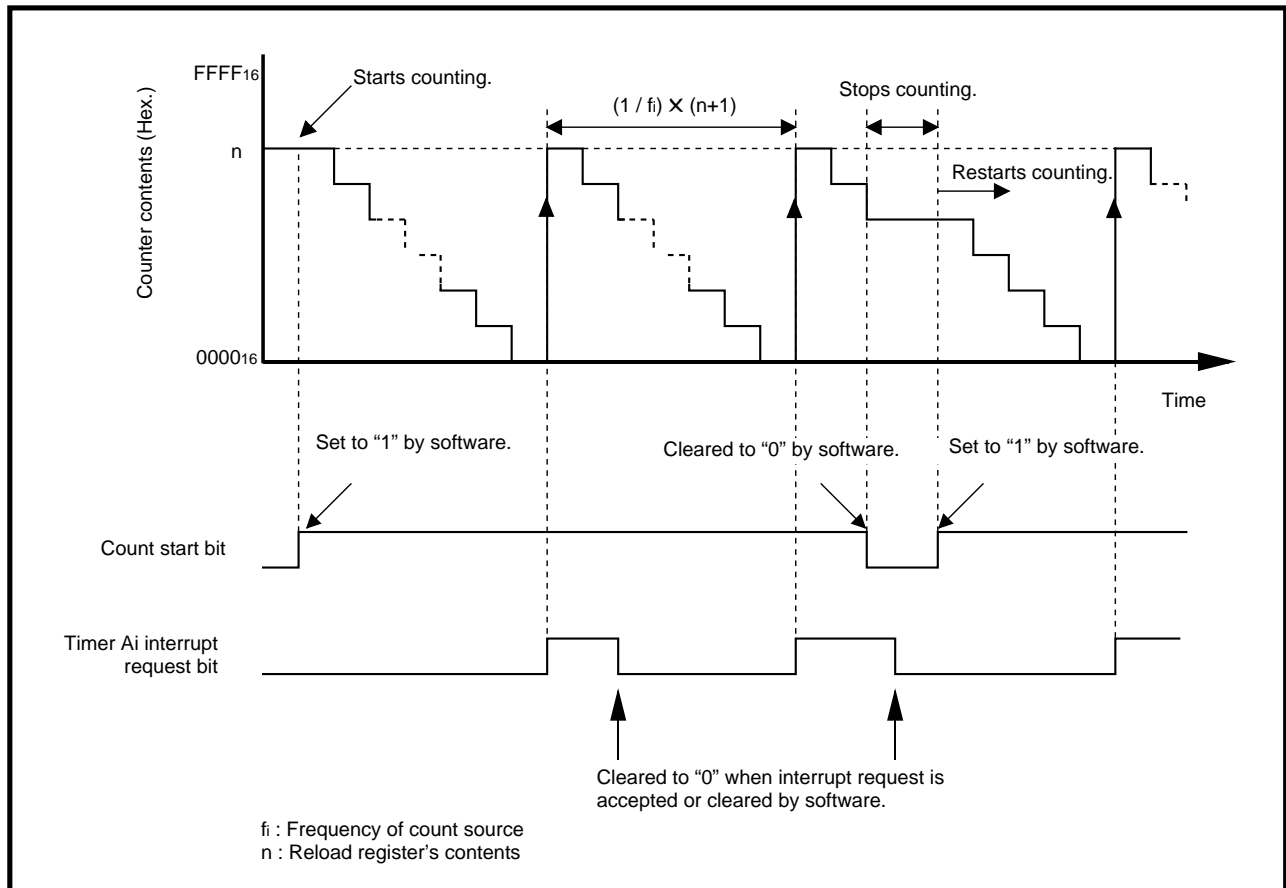 FFFF16
Starts counting.
(1 / fi) X (n+1)
Stops counting.
Counter contents (Hex.)
n
Restarts counting.
000016
Time
Set to “1” by software.
Cleared to “0” by software.
Set to “1” by software.
Count start bit
Timer Ai interrupt
request bit
Cleared to “0” when interrupt request is
accepted or cleared by software.
fi : Frequency of count source
n : Reload register’s contents